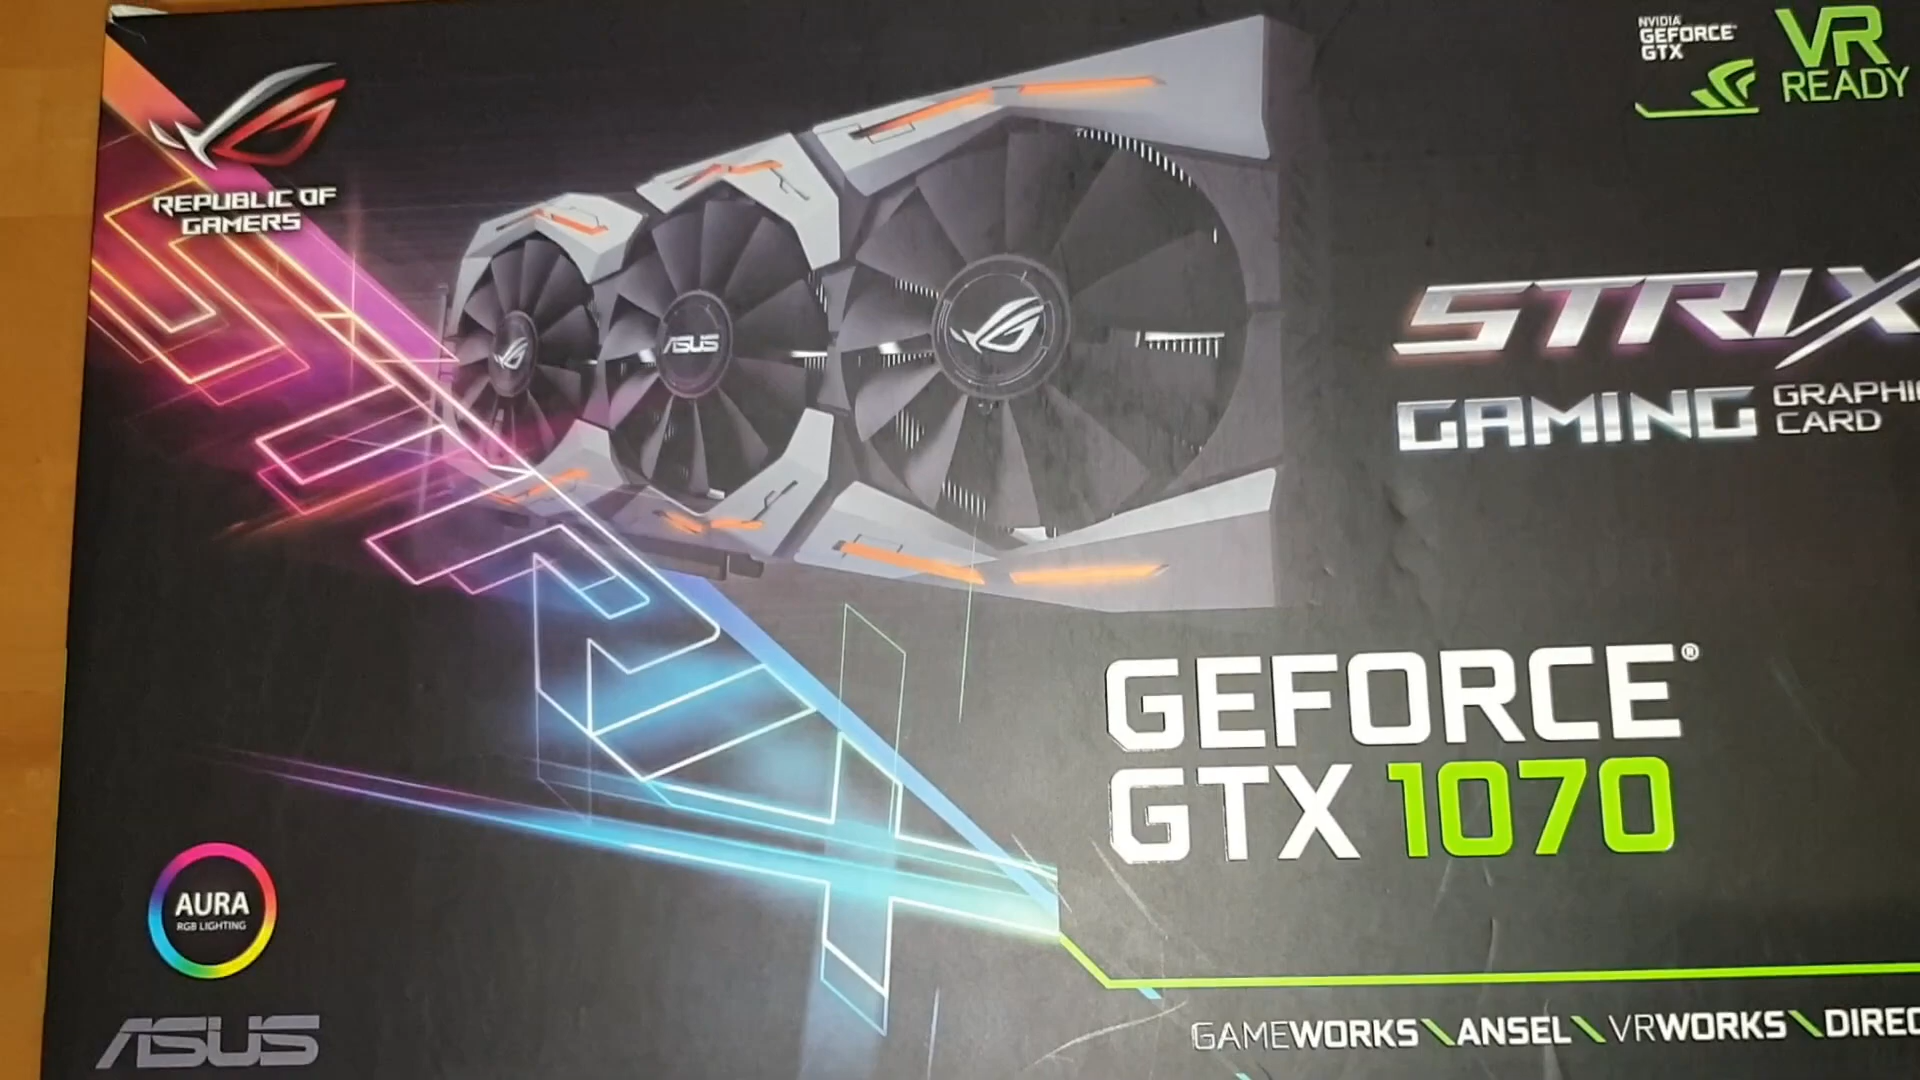 REPUBLIC OF
GAMERS
NVIDIA
GEFORCE
GTX
VR
READY
ASUS
STRIX
GAMING
GRAPHIC
CARD
GEFORCE®
GTX 1070
AURA
RGB LIGHTING
ASUS
GAMEWORKS\ANSEL\VRWORKS\DIREC